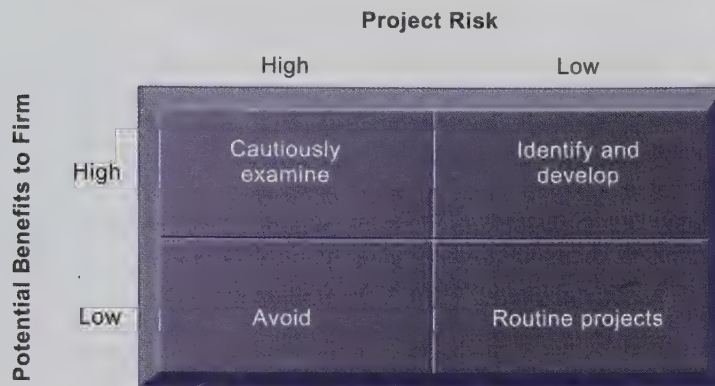 Project Risk
High Low
Potential Benefits to Firm
High
Cautiously
examine
Identify and
develop
Low
Avoid
Routine projects